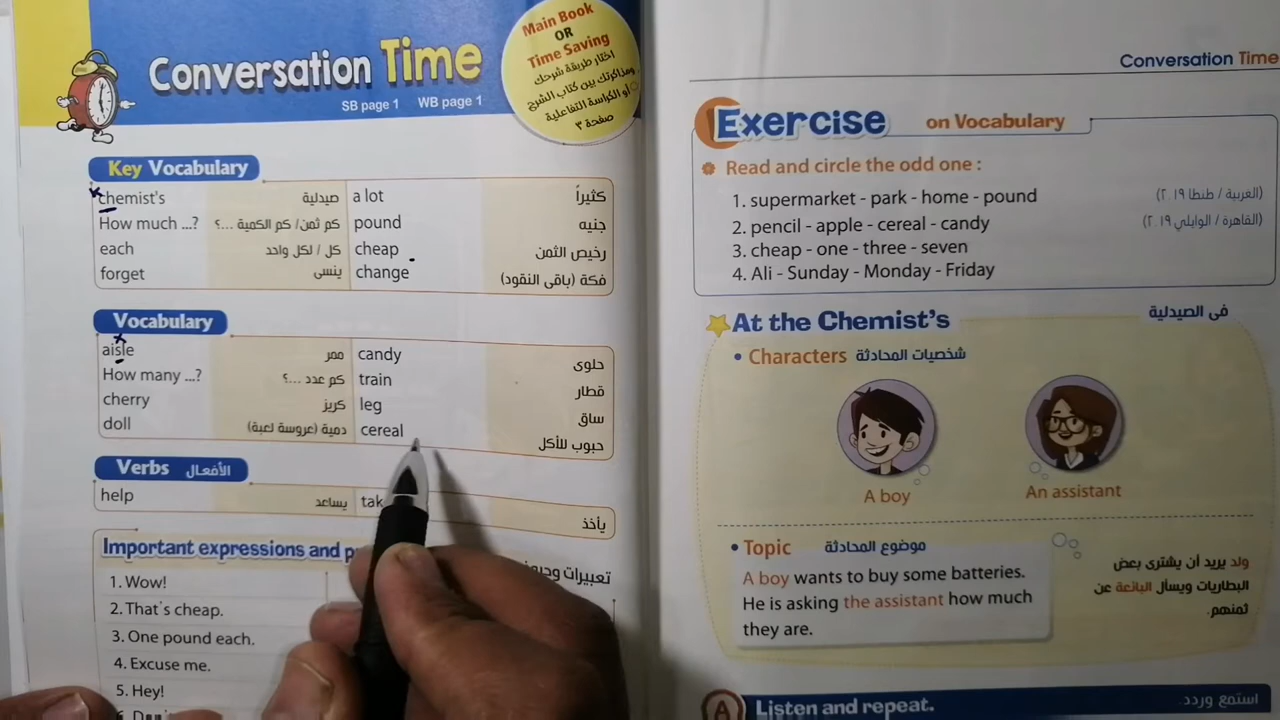 Conversation Time
SB page 1 WB page 1
Main Book
OR
Time Saving
اختار طريقة شرحك
ومذاكرتك بين كتاب الشرح
أو الكراسة التفاعلية
صفحة ٣
Key Vocabulary
chemist's صيدلية a lot كثيراً
How much ...? كم ثمن/ كم الكمية ...؟ pound جنيه
each كل / لكل واحد cheap رخيص الثمن
forget ينسى change فكة (باقى النقود)
Vocabulary
aisle ممر candy حلوى
How many ...? كم عدد ...؟ train قطار
cherry كريز leg ساق
doll دمية (عروسة لعبة) cereal حبوب للأكل
Verbs الأفعال
help يساعد يأخذ
Important expressions and
تعبيرات
1. Wow!
2. That's cheap.
3. One pound each.
4. Excuse me.
5. Hey!
Conversation Time
Exercise on Vocabulary
Read and circle the odd one :
1. supermarket - park - home - pound (الغربية / طنطا ٢٠١٩)
2. pencil - apple - cereal - candy (القاهرة / الوايلي ٢٠١٩)
3. cheap - one - three - seven
4. Ali - Sunday - Monday - Friday
At the Chemist's فى الصيدلية
• Characters شخصيات المحادثة
A boy An assistant
• Topic موضوع المحادثة
A boy wants to buy some batteries.
He is asking the assistant how much
they are.
ولد يريد أن يشترى بعض
البطاريات ويسأل البائعة عن
ثمنهم.
A Listen and repeat. استمع وردد.